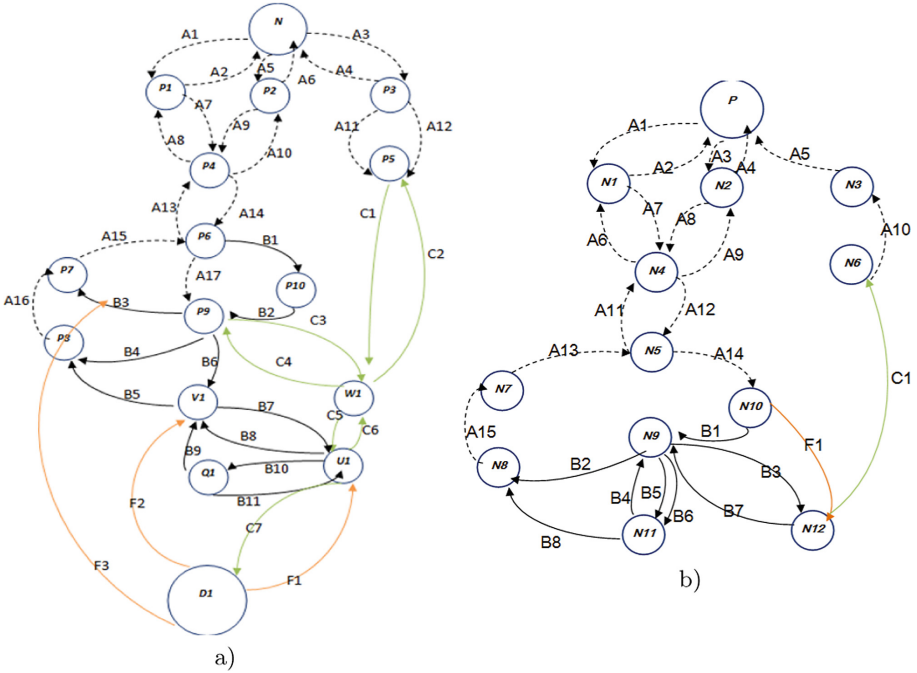 N
A1
A3
A2
A5
A6
A4
P1
P2
P3
A7
A9
A11
A12
A8
A10
P4
P5
A13
A14
C1
P6
B1
A15
C2
A17
P7
P10
A16
B3
B2
C3
P9
P3
B4
B6
C4
B5
W1
V1
B7
C5
C6
B8
B9
B10
U1
Q1
B11
F2
C7
F3
F1
D1
a)
P
A1
A2
A3
A4
A5
N1
N2
N3
A7
A8
A6
A9
A10
N4
N6
A11
A12
N5
A13
A14
C1
N7
N10
A15
B1
F1
N9
N8
B2
B3
B4
B5
B6
B7
N11
N12
B8
b)